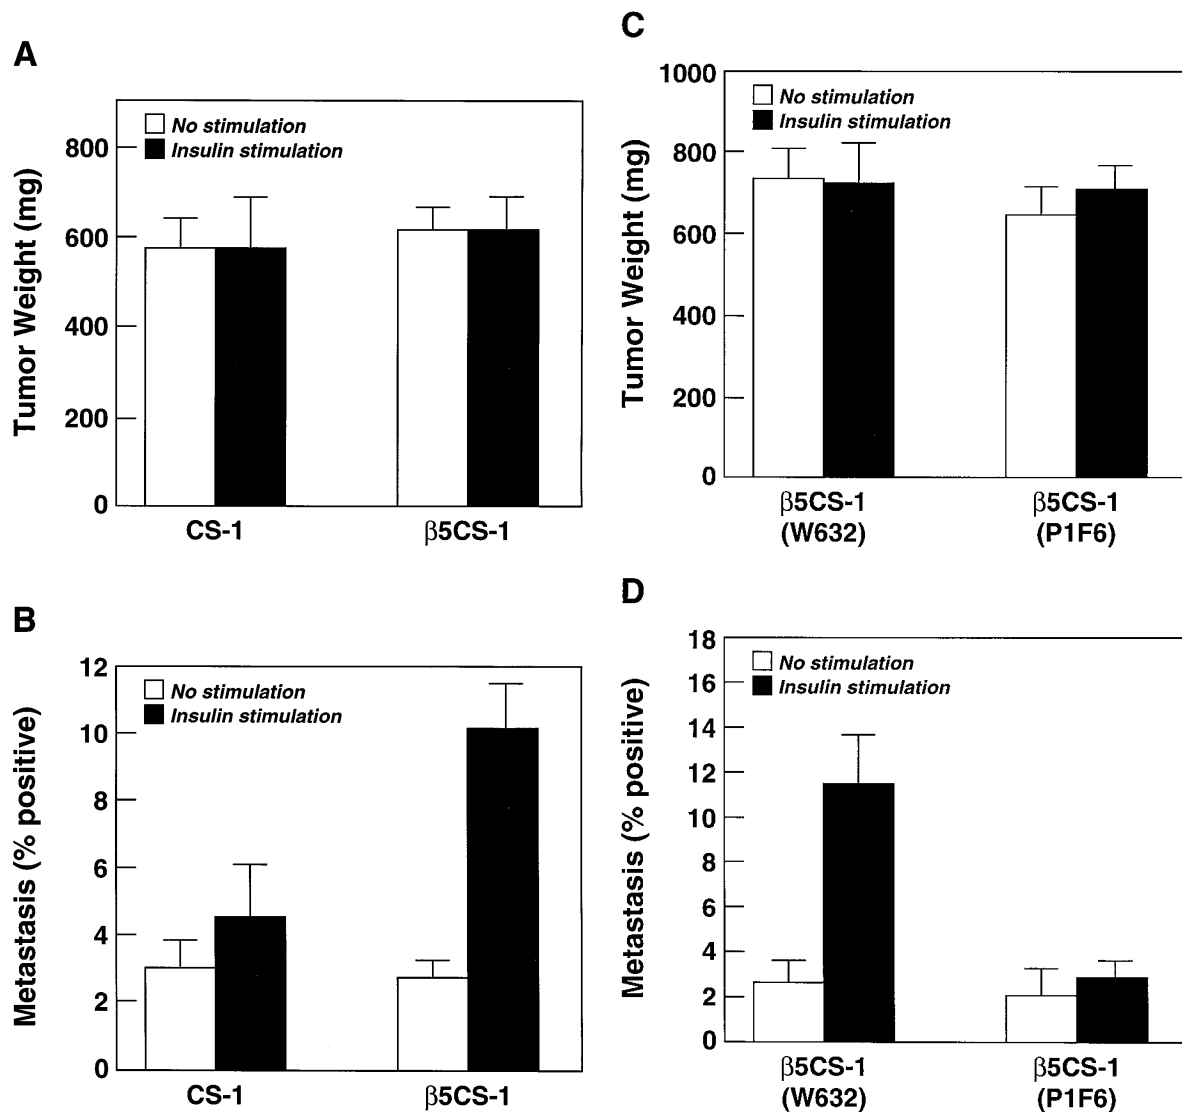 A
Tumor Weight (mg)
800
600
400
200
0
No stimulation
Insulin stimulation
CS-1
β5CS-1
C
Tumor Weight (mg)
1000
800
600
400
200
0
No stimulation
Insulin stimulation
β5CS-1
(W632)
β5CS-1
(P1F6)
B
Metastasis (% positive)
12
10
8
6
4
2
0
No stimulation
Insulin stimulation
CS-1
β5CS-1
D
Metastasis (% positive)
18
16
14
12
10
8
6
4
2
0
No stimulation
Insulin stimulation
β5CS-1
(W632)
β5CS-1
(P1F6)